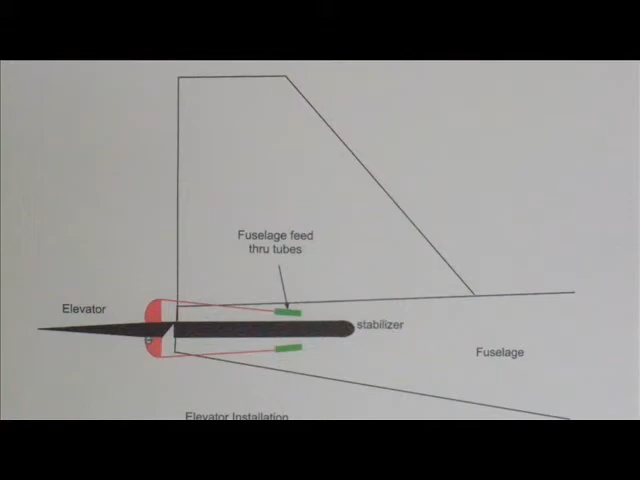 Fuselage feed
thru tubes
Elevator
stabilizer
Fuselage
Elevator Installation